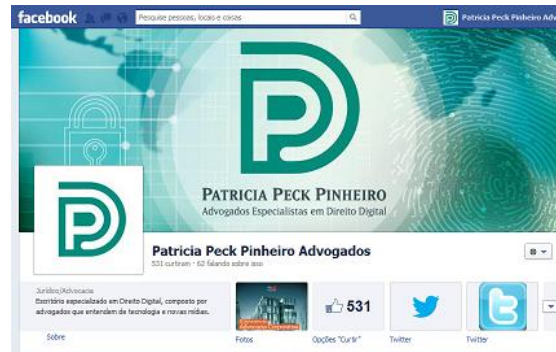 facebook
Pesquise pessoas, locais e coisas
Patricia Peck Pinheiro Adv
PATRICIA PECK PINHEIRO
Advogados Especialistas em Direito Digital
Patricia Peck Pinheiro Advogados
531 curtiram · 62 falando sobre isso
Jurídico/Advocacia
Escritório especializado em Direito Digital, composto por
advogados que entendem de tecnologia e novas mídias.
531
Sobre
Fotos
Opções "Curtir"
Twitter
Twitter